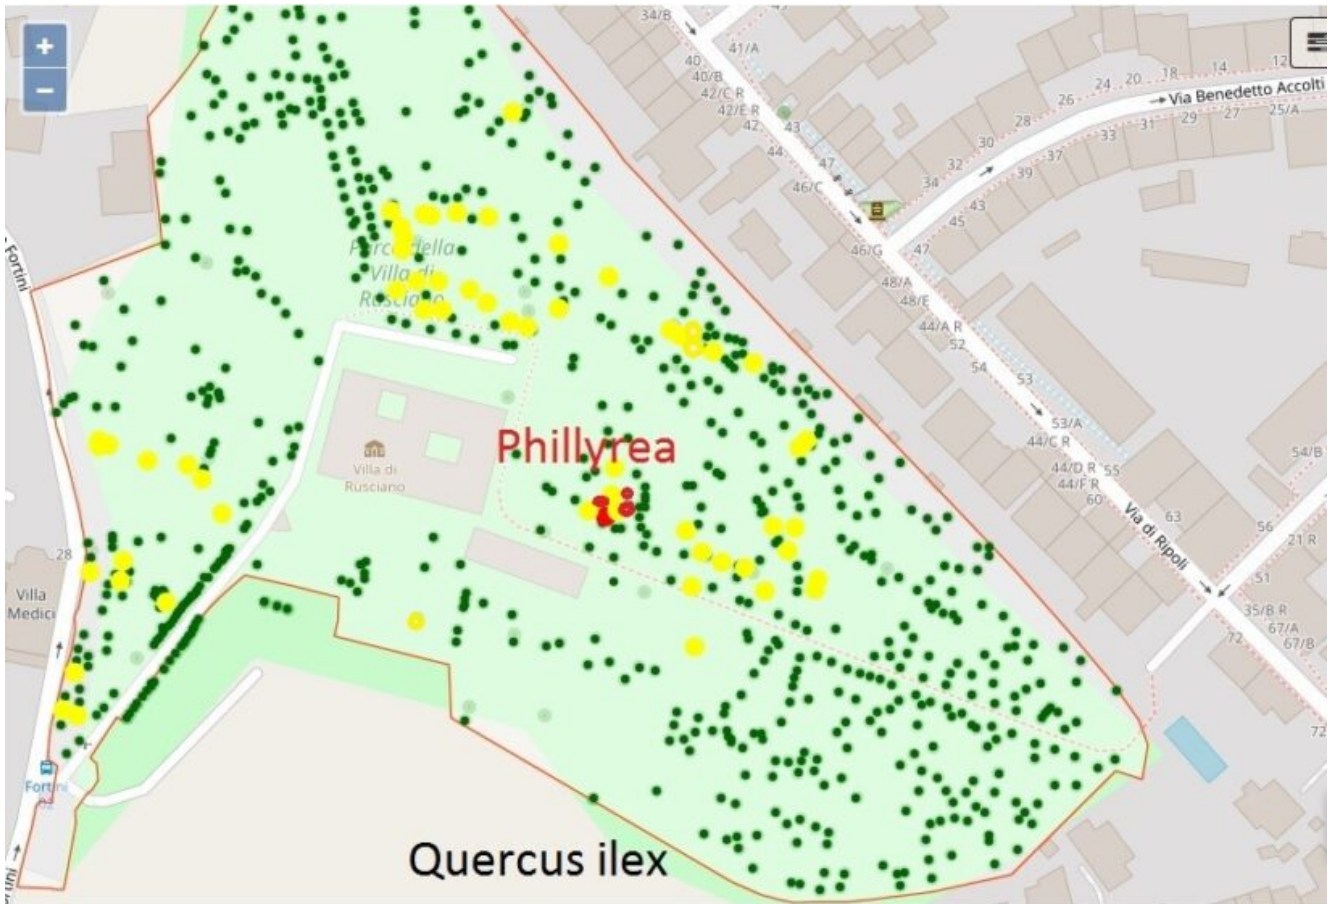 +
−
34/B
41/A
40
40/B
42/C R
42/E R
42
43
44
47
46/C
46/G
Via Benedetto Accolti
12
14
18
20
24
26
28
30
32
34
25/A
27
29
31
33
37
39
43
45
47
48/A
48/E
44/A R
52
54
53
53/A
44/C R
44/D R
44/F R
55
60
63
Via di Ripoli
54/B
56
21 R
51
35/B R
67/A
67/B
72
72
Fortini
Parco della
Villa di
Rusciano
Villa di
Rusciano
Phillyrea
28
Villa
Medici
Fortini
02
Quercus ilex